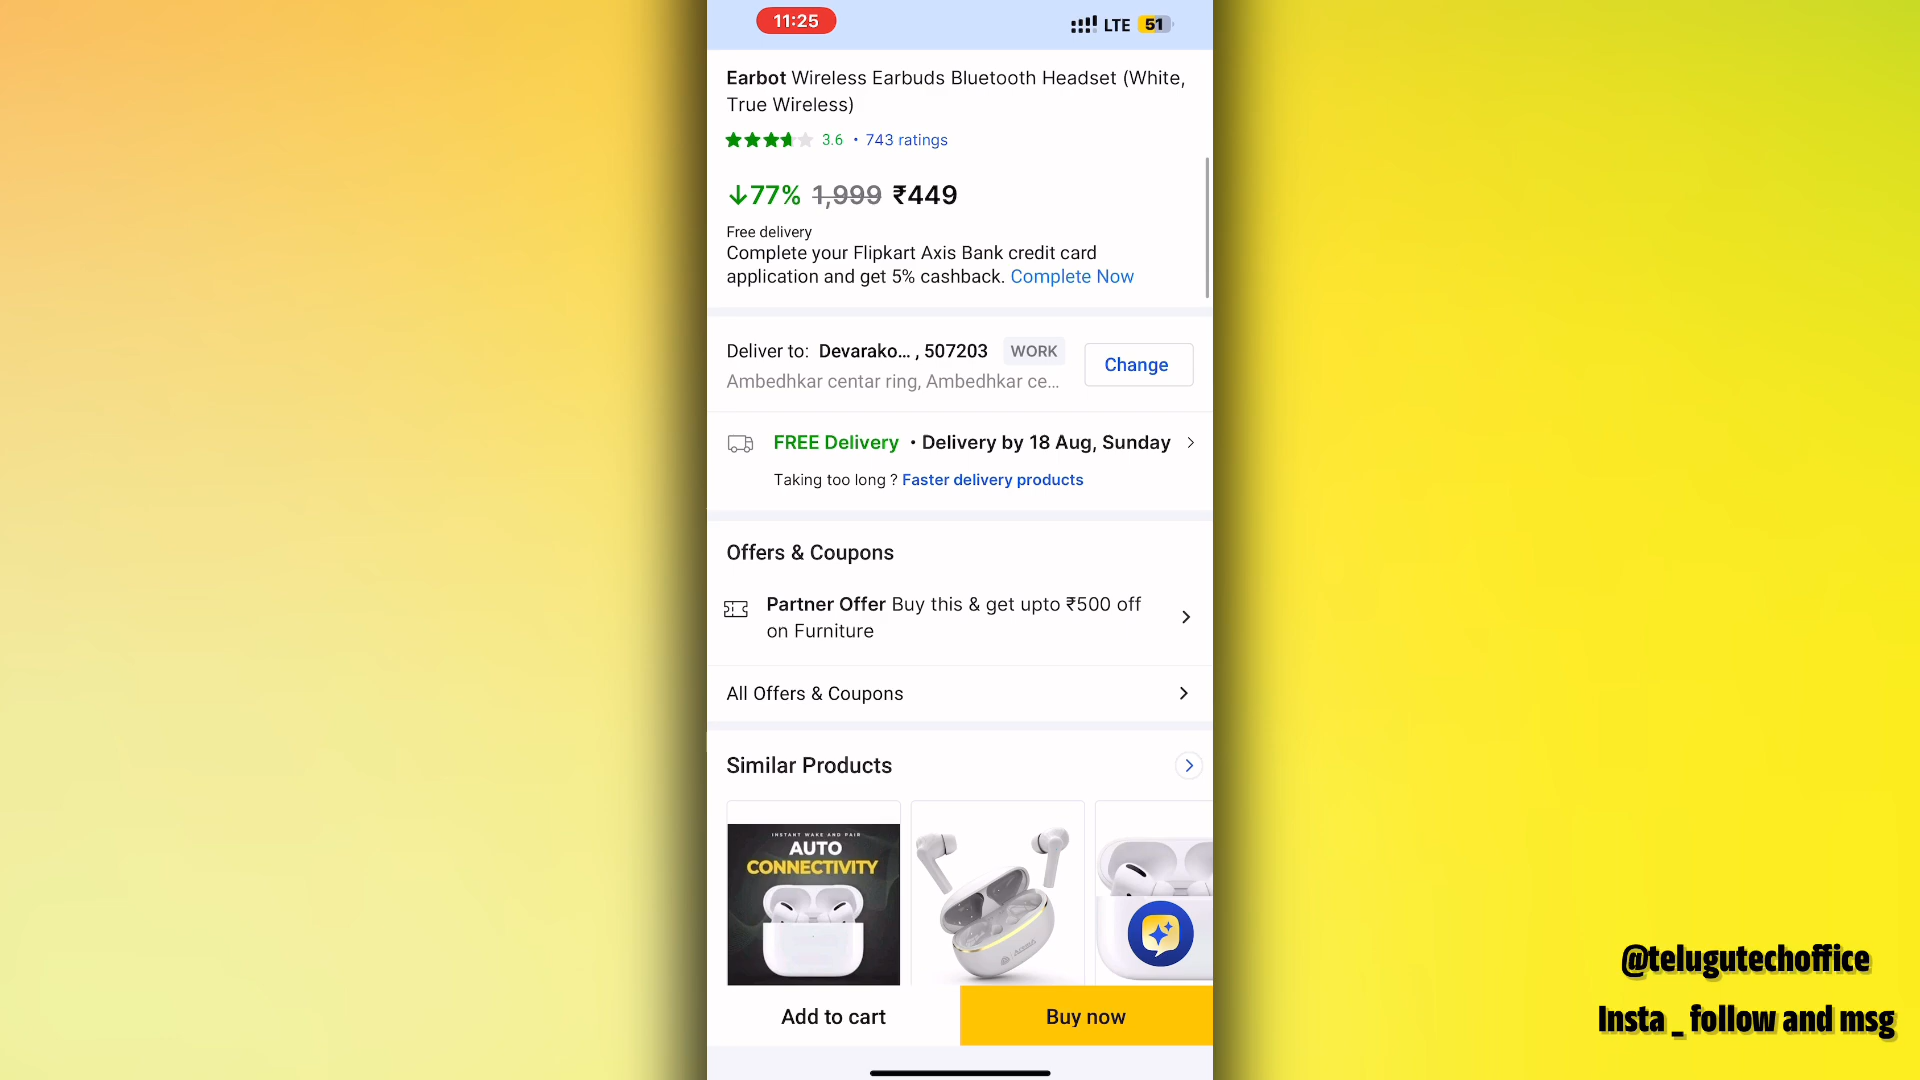 11:25
LTE 51
Earbot Wireless Earbuds Bluetooth Headset (White,
True Wireless)
3.6 • 743 ratings
↓77% 1,999 ₹449
Free delivery
Complete your Flipkart Axis Bank credit card
application and get 5% cashback. Complete Now
Deliver to: Devarako... , 507203 WORK
Change
Ambedhkar centar ring, Ambedhkar ce...
FREE Delivery • Delivery by 18 Aug, Sunday
Taking too long ? Faster delivery products
Offers & Coupons
Partner Offer Buy this & get upto ₹500 off
on Furniture
All Offers & Coupons
Similar Products
INSTANT WAKE AND PAIR
AUTO
CONNECTIVITY
Add to cart
Buy now
@telugutechoffice
Insta _ follow and msg